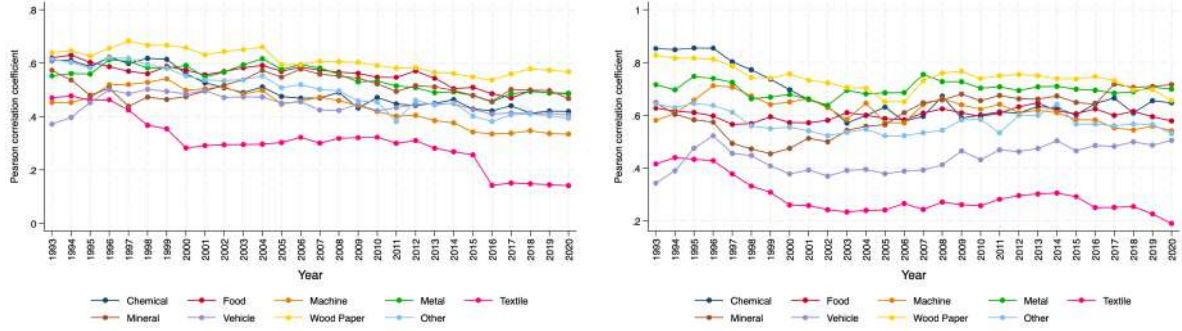 Pearson correlation coefficient
.8
.6
.4
.2
0
1993 1994 1995 1996 1997 1998 1999 2000 2001 2002 2003 2004 2005 2006 2007 2008 2009 2010 2011 2012 2013 2014 2015 2016 2017 2018 2019 2020
Year
Chemical Food Machine Metal Textile
Mineral Vehicle Wood Paper Other
Pearson correlation coefficient
1
.8
.6
.4
.2
1993 1994 1995 1996 1997 1998 1999 2000 2001 2002 2003 2004 2005 2006 2007 2008 2009 2010 2011 2012 2013 2014 2015 2016 2017 2018 2019 2020
Year
Chemical Food Machine Metal Textile
Mineral Vehicle Wood Paper Other